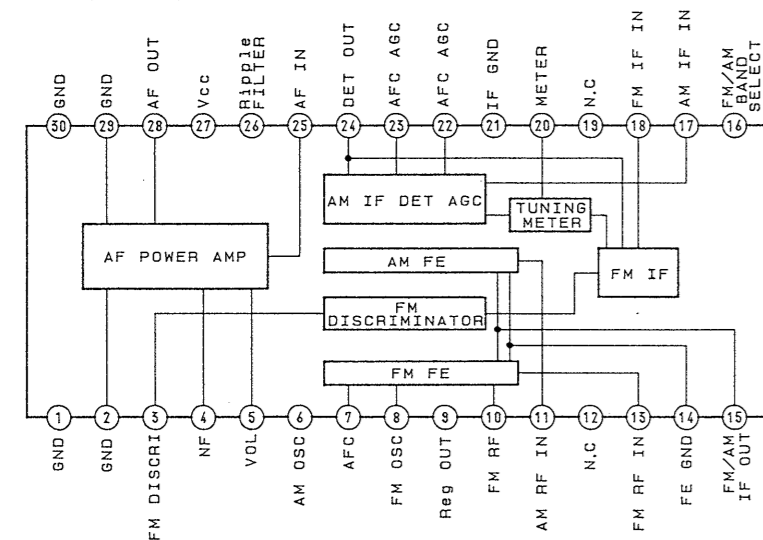 GND
GND
AF OUT
Vcc
Ripple
FILTER
AF IN
DET OUT
AFC AGC
AFC AGC
IF GND
METER
N.C
FM IF IN
AM IF IN
FM/AM
BAND
SELECT
30
29
28
27
26
25
24
23
22
21
20
19
18
17
16
AM IF DET AGC
TUNING
METER
AF POWER AMP
AM FE
FM IF
FM
DISCRIMINATOR
FM FE
1
2
3
4
5
6
7
8
9
10
11
12
13
14
15
GND
GND
FM DISCRI
NF
VOL
AM OSC
AFC
FM OSC
Reg OUT
FM RF
AM RF IN
N.C
FM RF IN
FE GND
FM/AM
IF OUT